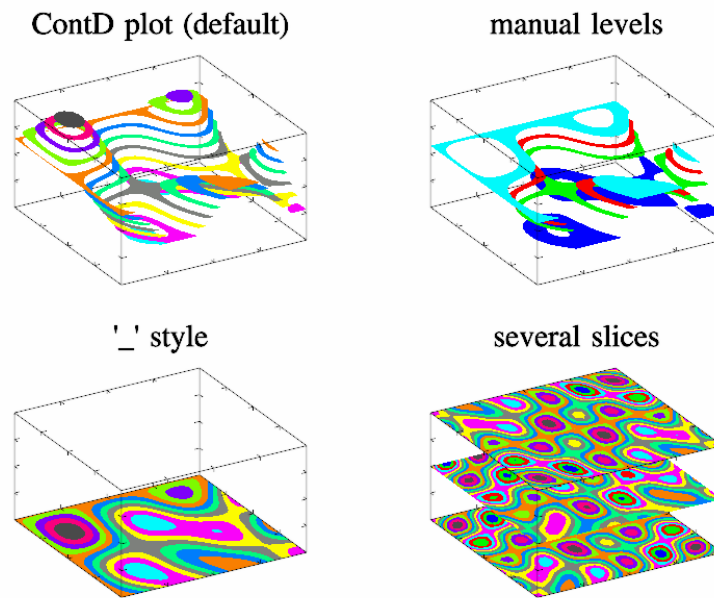 ContD plot (default)
manual levels
'_' style
several slices